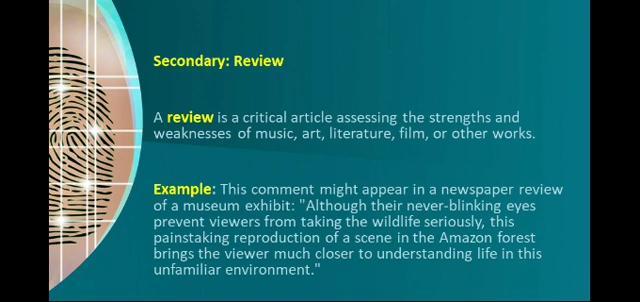 Secondary: Review
A review is a critical article assessing the strengths and
weaknesses of music, art, literature, film, or other works.
Example: This comment might appear in a newspaper review
of a museum exhibit: "Although their never-blinking eyes
prevent viewers from taking the wildlife seriously, this
painstaking reproduction of a scene in the Amazon forest
brings the viewer much closer to understanding life in this
unfamiliar environment."